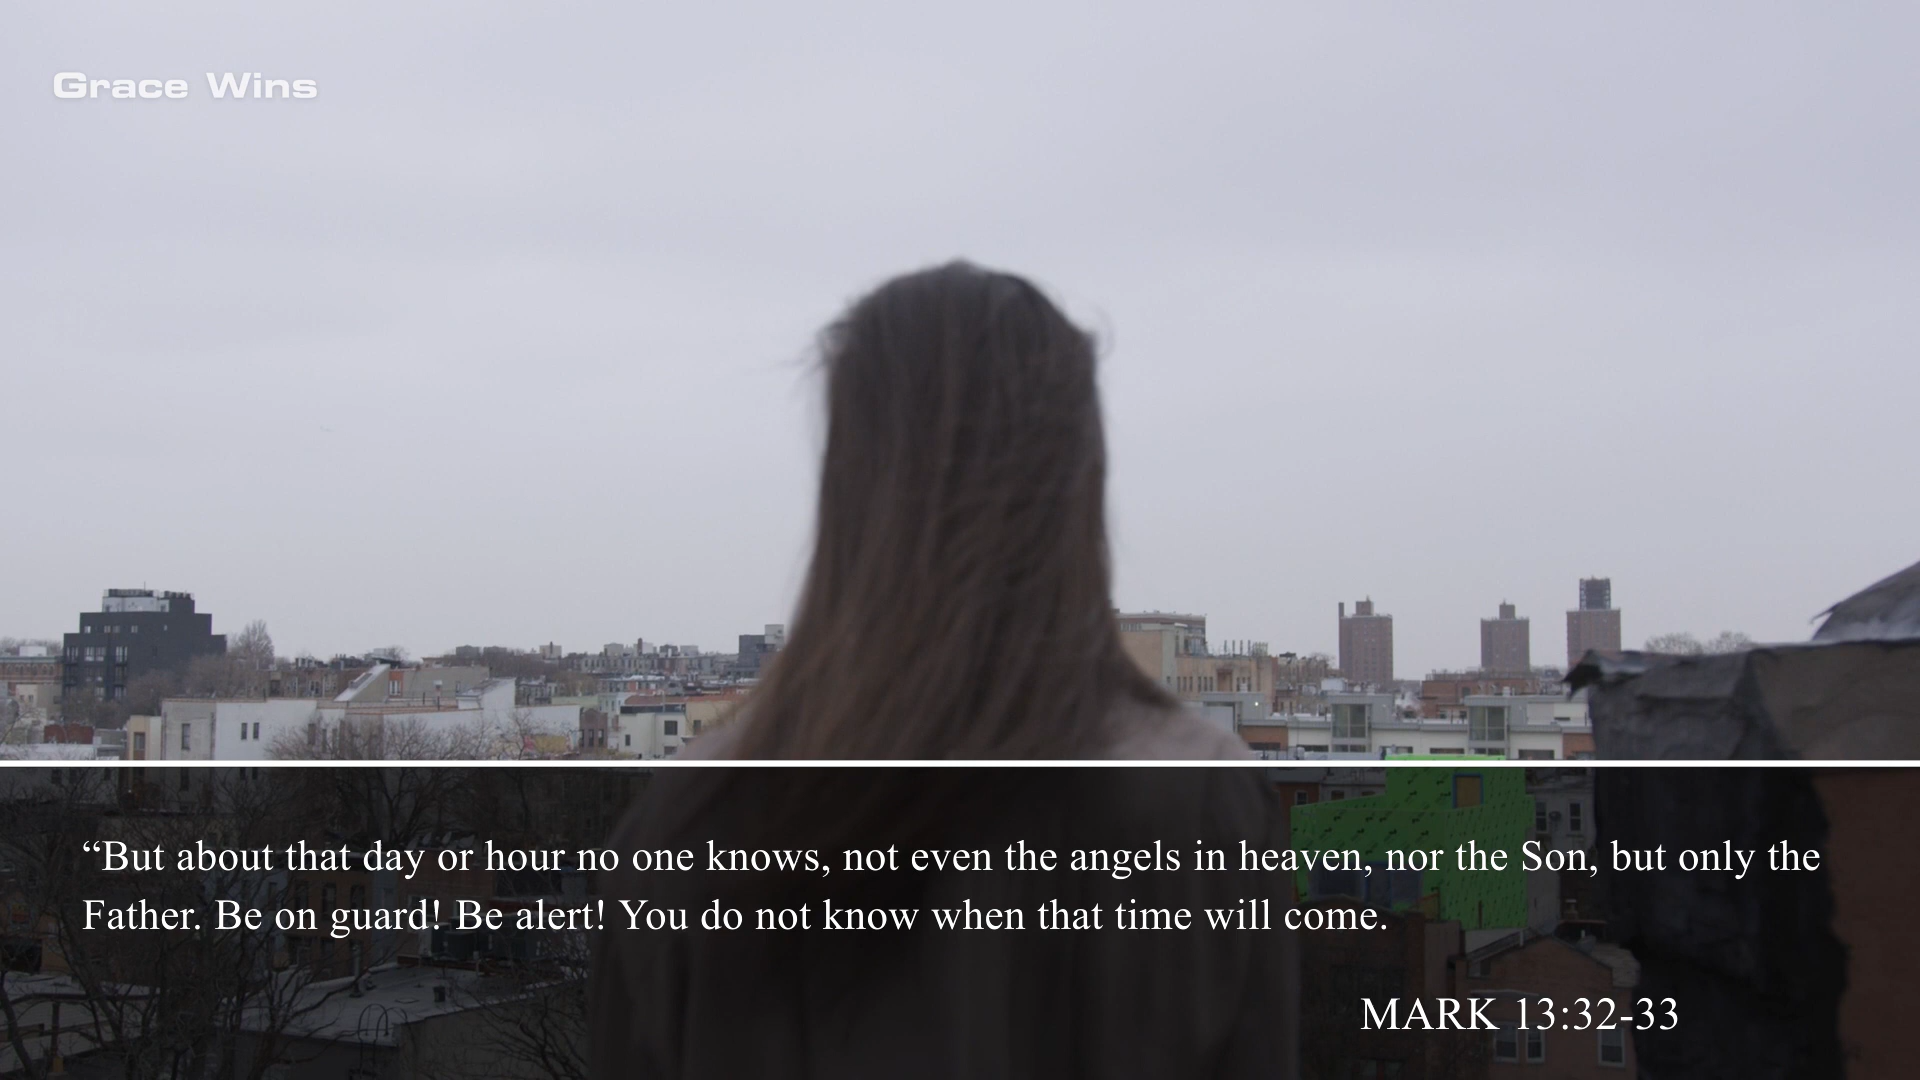 Grace Wins
“But about that day or hour no one knows, not even the angels in heaven, nor the Son, but only the
Father. Be on guard! Be alert! You do not know when that time will come.
MARK 13:32-33